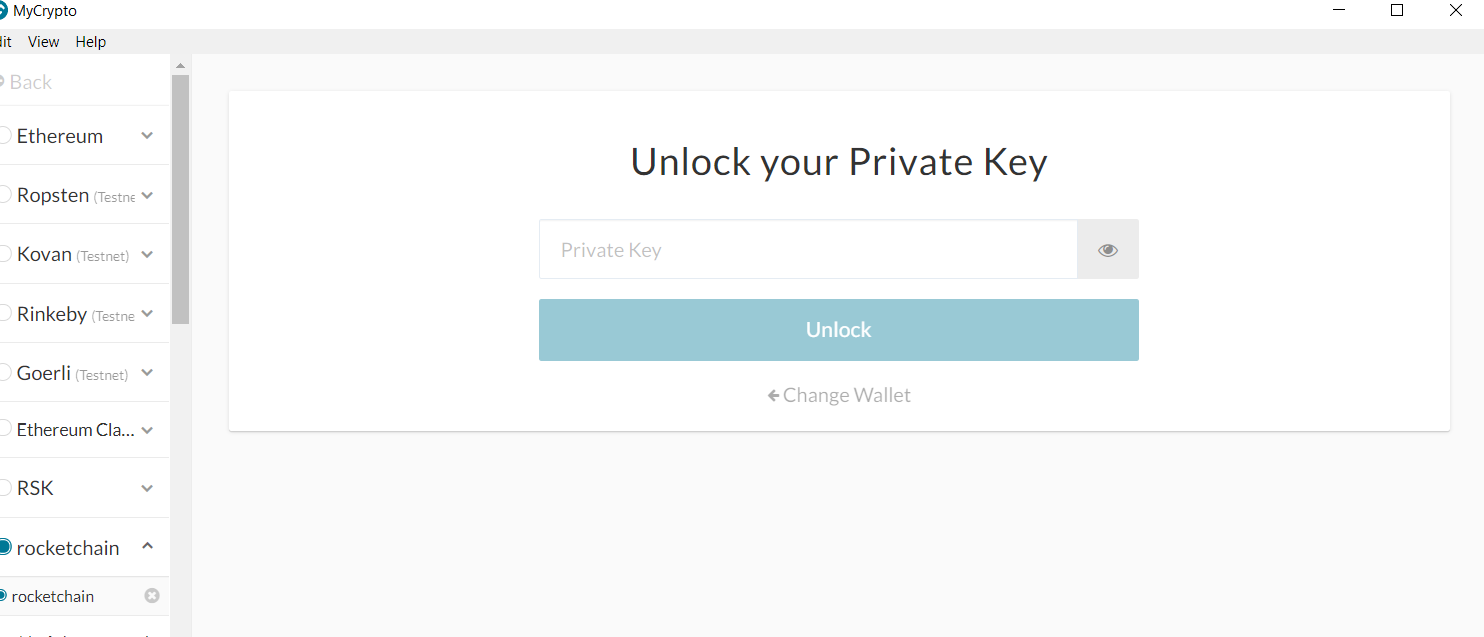 MyCrypto
View Help
Back
Ethereum
Ropsten (Testne
Kovan (Testnet)
Rinkeby (Testne
Goerli (Testnet)
Ethereum Cla...
RSK
rocketchain
rocketchain
Unlock your Private Key
Private Key
Unlock
Change Wallet